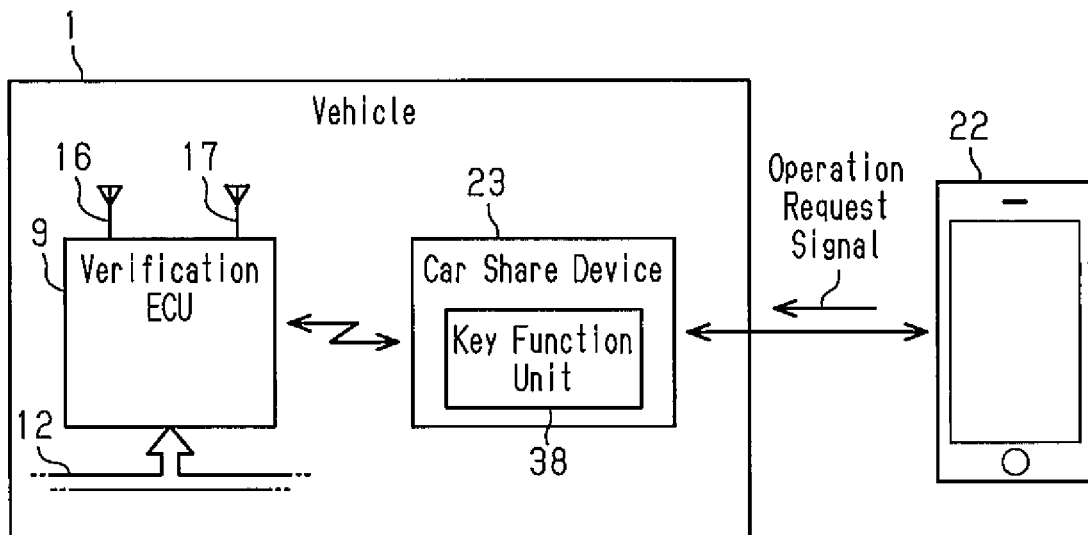 1
Vehicle
16
17
9
Verification
ECU
12
23
Car Share Device
Key Function
Unit
38
Operation
Request
Signal
22